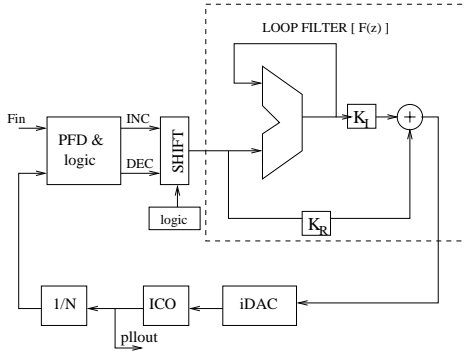 LOOP FILTER [ F(z) ]
Fin
PFD &
logic
INC
DEC
SHIFT
logic
K_I
+
K_R
1/N
ICO
iDAC
pllout